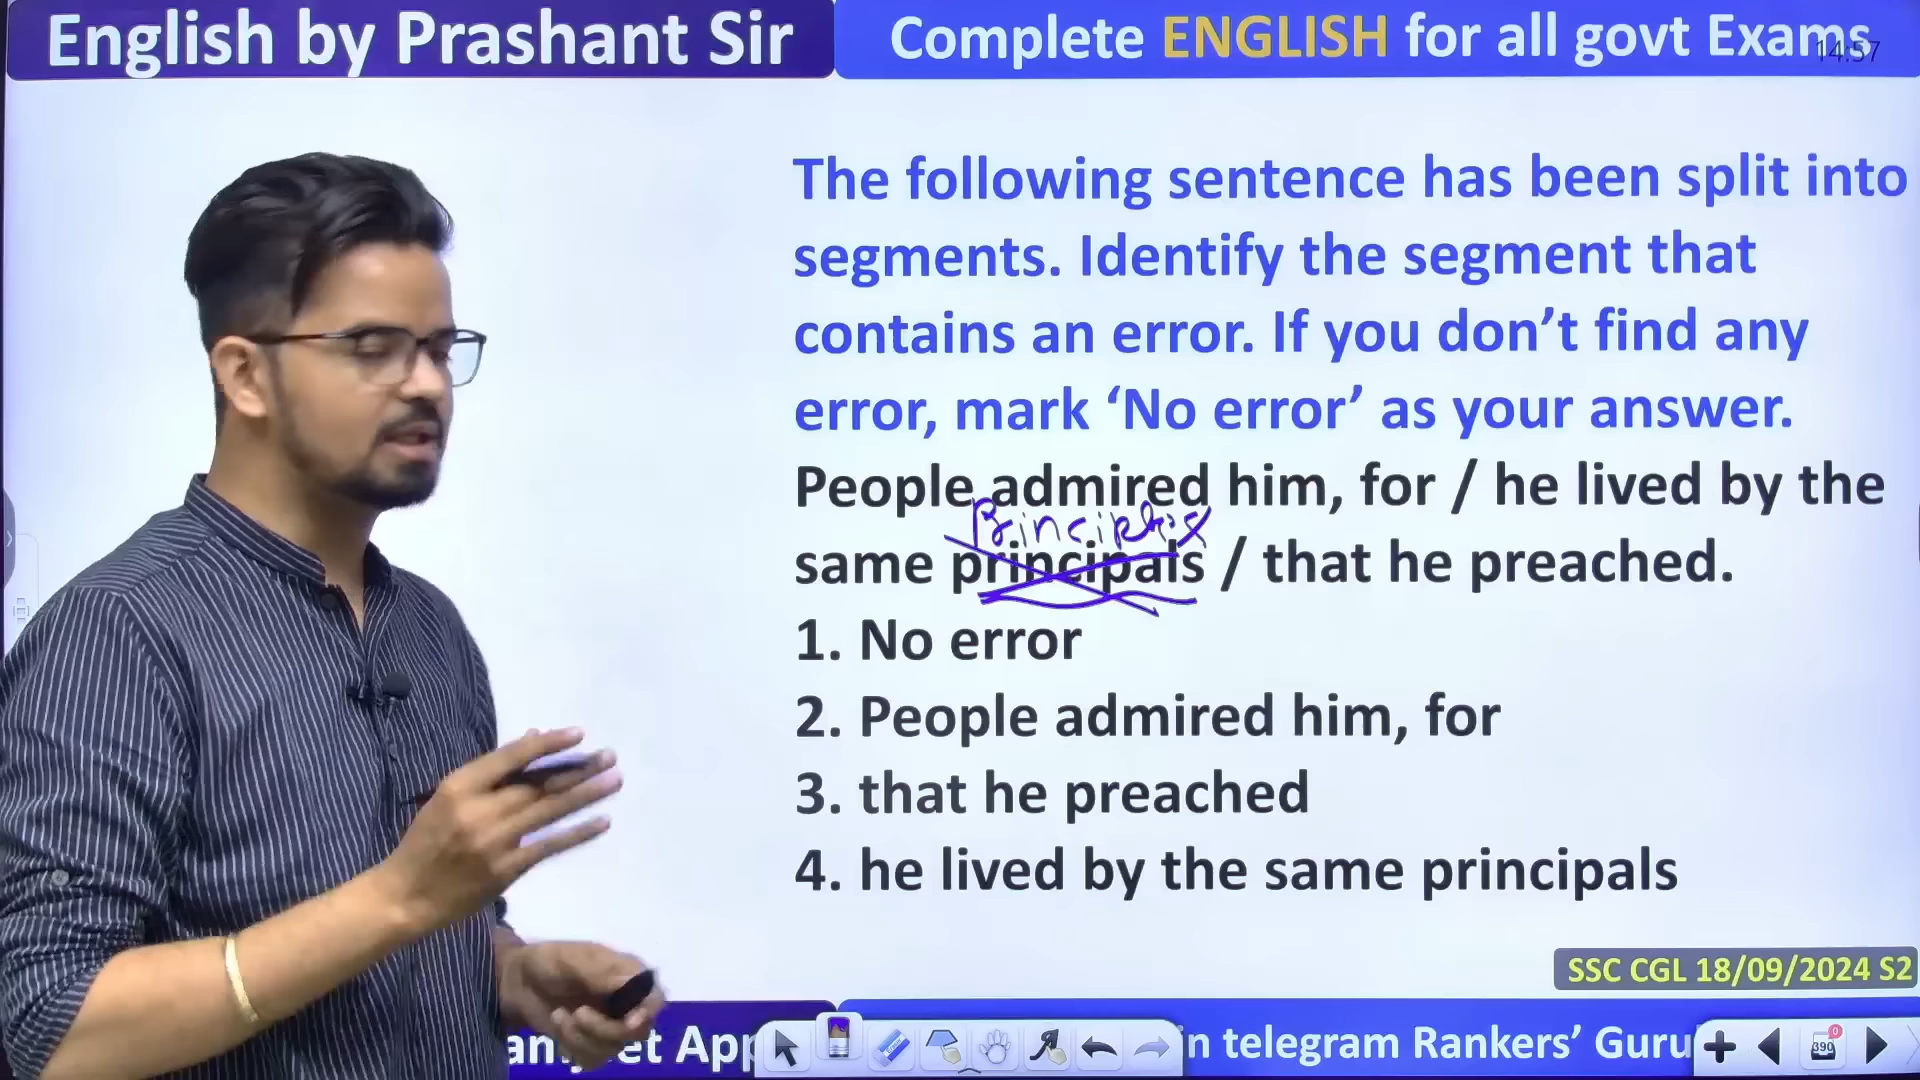 English by Prashant Sir
Complete ENGLISH for all govt Exams
14:57
The following sentence has been split into
segments. Identify the segment that
contains an error. If you don’t find any
error, mark ‘No error’ as your answer.
People admired him, for / he lived by the
same principals / that he preached.
1. No error
2. People admired him, for
3. that he preached
4. he lived by the same principals
SSC CGL 18/09/2024 S2
in telegram Rankers’ Guru
390
0